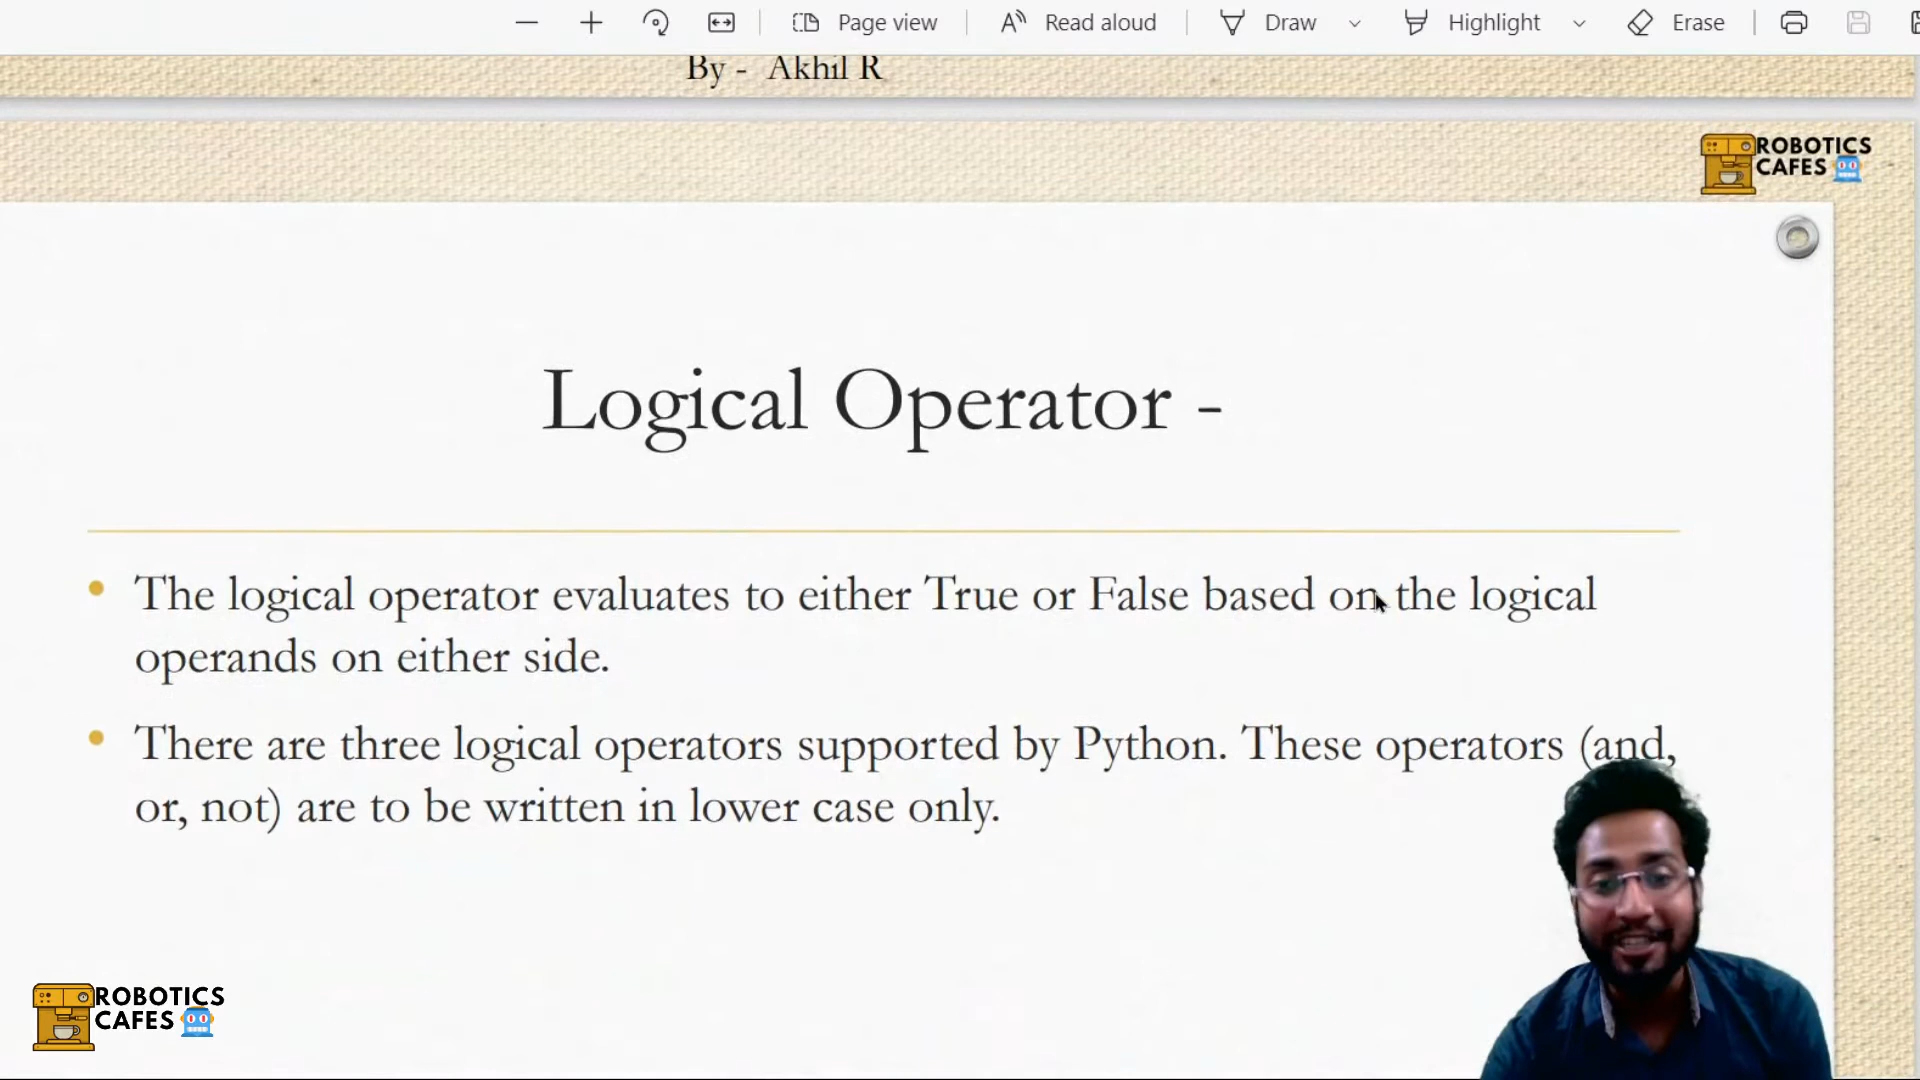 Page view
Read aloud
Draw
Highlight
Erase
By - Akhil R
ROBOTICS
CAFES
Logical Operator -
• The logical operator evaluates to either True or False based on the logical
operands on either side.
• There are three logical operators supported by Python. These operators (and,
or, not) are to be written in lower case only.
ROBOTICS
CAFES